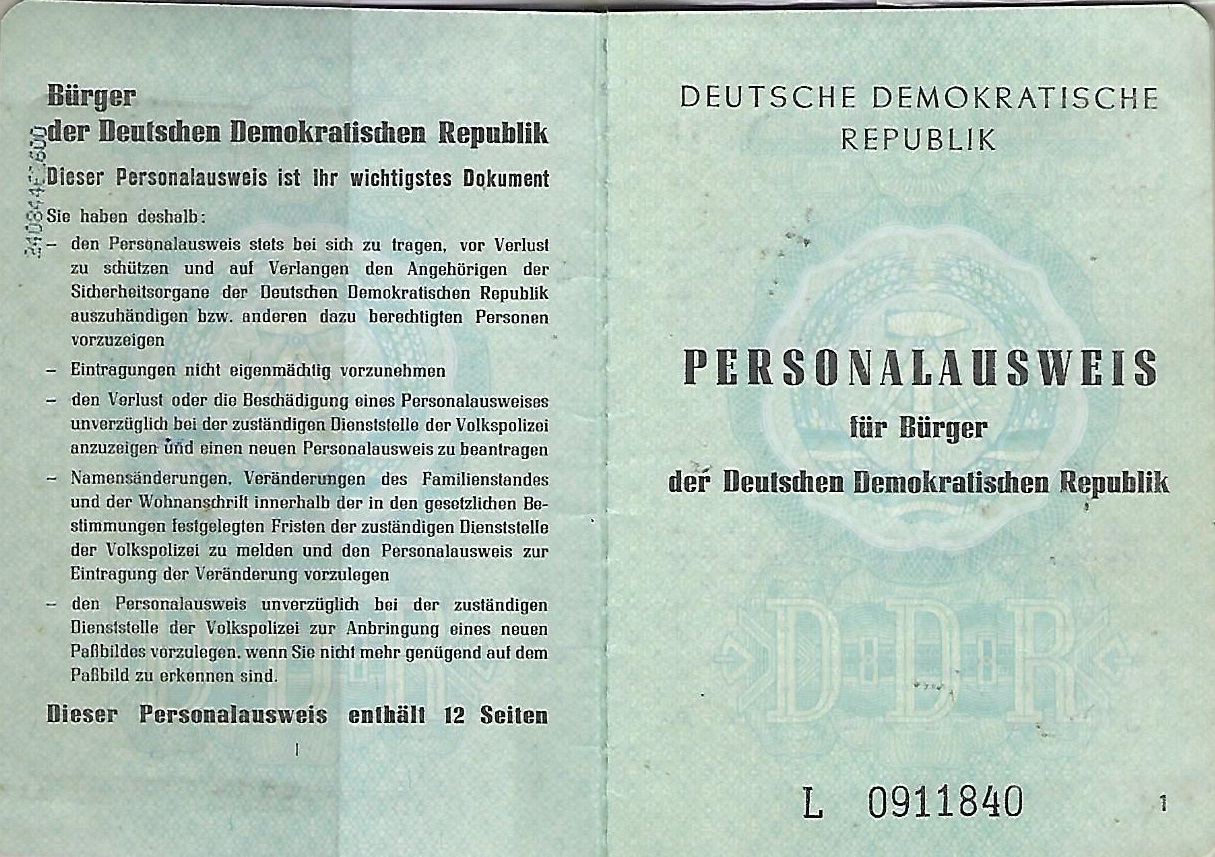 Bürger
der Deutschen Demokratischen Republik
Dieser Personalausweis ist Ihr wichtigstes Dokument
Sie haben deshalb:
– den Personalausweis stets bei sich zu tragen, vor Verlust
zu schützen und auf Verlangen den Angehörigen der
Sicherheitsorgane der Deutschen Demokratischen Republik
auszuhändigen bzw. anderen dazu berechtigten Personen
vorzuzeigen
– Eintragungen nicht eigenmächtig vorzunehmen
– den Verlust oder die Beschädigung eines Personalausweises
unverzüglich bei der zuständigen Dienststelle der Volkspolizei
anzuzeigen und einen neuen Personalausweis zu beantragen
– Namensänderungen, Veränderungen des Familienstandes
und der Wohnanschrift innerhalb der in den gesetzlichen Be-
stimmungen festgelegten Fristen der zuständigen Dienststelle
der Volkspolizei zu melden und den Personalausweis zur
Eintragung der Veränderung vorzulegen
– den Personalausweis unverzüglich bei der zuständigen
Dienststelle der Volkspolizei zur Anbringung eines neuen
Paßbildes vorzulegen, wenn Sie nicht mehr genügend auf dem
Paßbild zu erkennen sind.
Dieser Personalausweis enthält 12 Seiten
I
DEUTSCHE DEMOKRATISCHE
REPUBLIK
PERSONALAUSWEIS
für Bürger
der Deutschen Demokratischen Republik
DDR
L 0911840
1